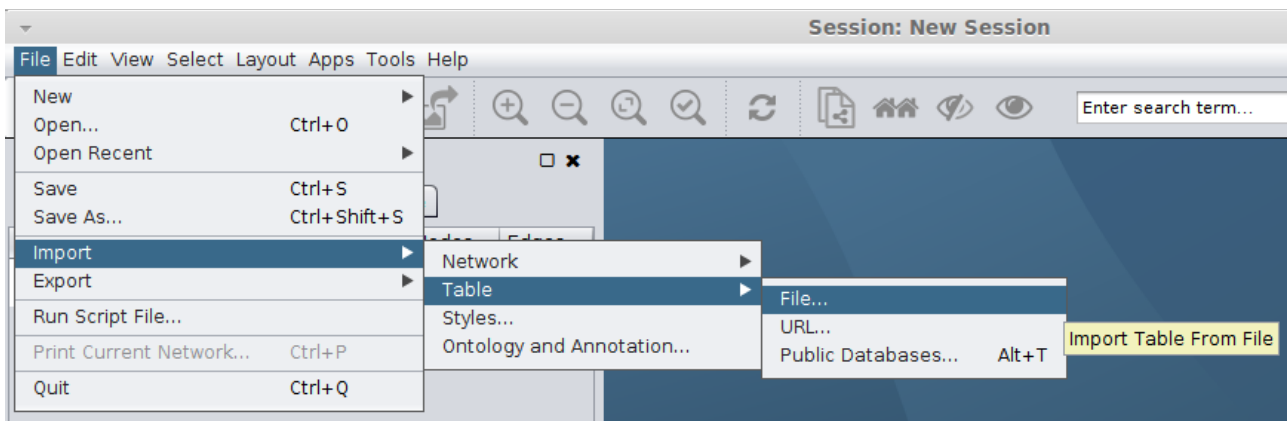 Session: New Session
File Edit View Select Layout Apps Tools Help
New
Open... Ctrl+O
Open Recent
Enter search term...
Save Ctrl+S
Save As... Ctrl+Shift+S
Import
Network
Export
Table
File...
Run Script File...
Styles...
URL...
Import Table From File
Print Current Network... Ctrl+P
Ontology and Annotation...
Public Databases... Alt+T
Quit Ctrl+Q